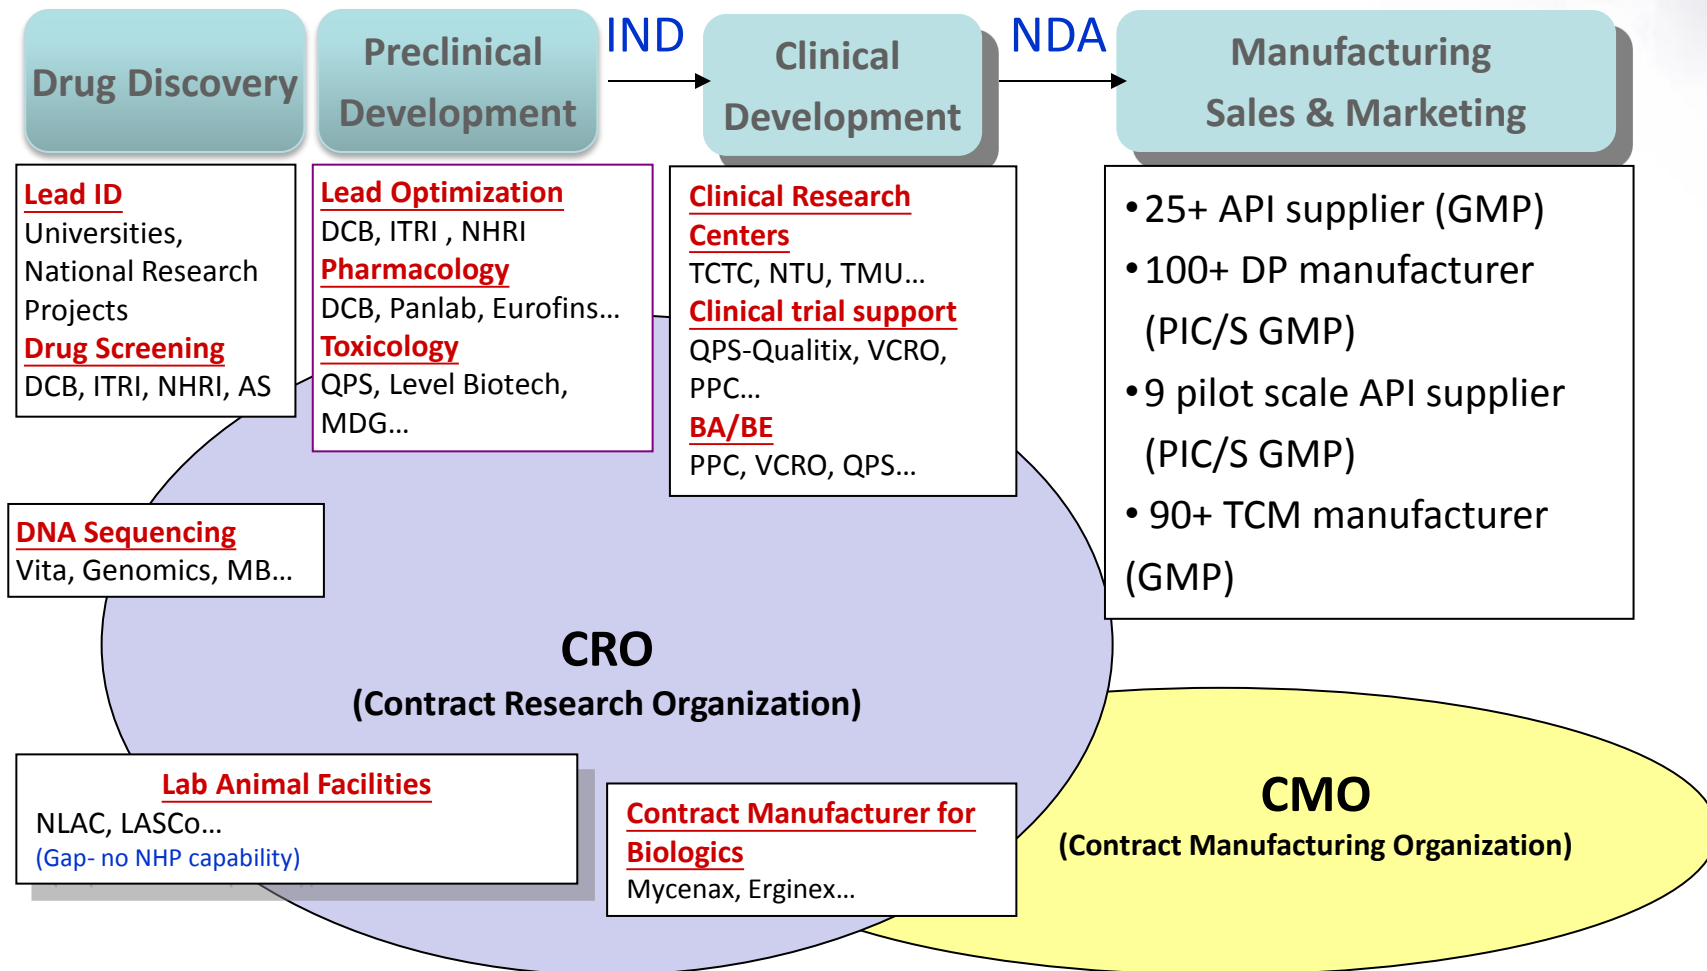 Drug Discovery
Preclinical
Development
IND
Clinical
Development
NDA
Manufacturing
Sales & Marketing
Lead ID
Universities,
National Research
Projects
Drug Screening
DCB, ITRI, NHRI, AS
Lead Optimization
DCB, ITRI , NHRI
Pharmacology
DCB, Panlab, Eurofins…
Toxicology
QPS, Level Biotech,
MDG…
Clinical Research
Centers
TCTC, NTU, TMU…
Clinical trial support
QPS-Qualitix, VCRO,
PPC…
BA/BE
PPC, VCRO, QPS…
•25+ API supplier (GMP)
•100+ DP manufacturer
(PIC/S GMP)
•9 pilot scale API supplier
(PIC/S GMP)
• 90+ TCM manufacturer
(GMP)
DNA Sequencing
Vita, Genomics, MB…
CRO
(Contract Research Organization)
Lab Animal Facilities
NLAC, LASCo…
(Gap- no NHP capability)
Contract Manufacturer for
Biologics
Mycenax, Erginex…
CMO
(Contract Manufacturing Organization)